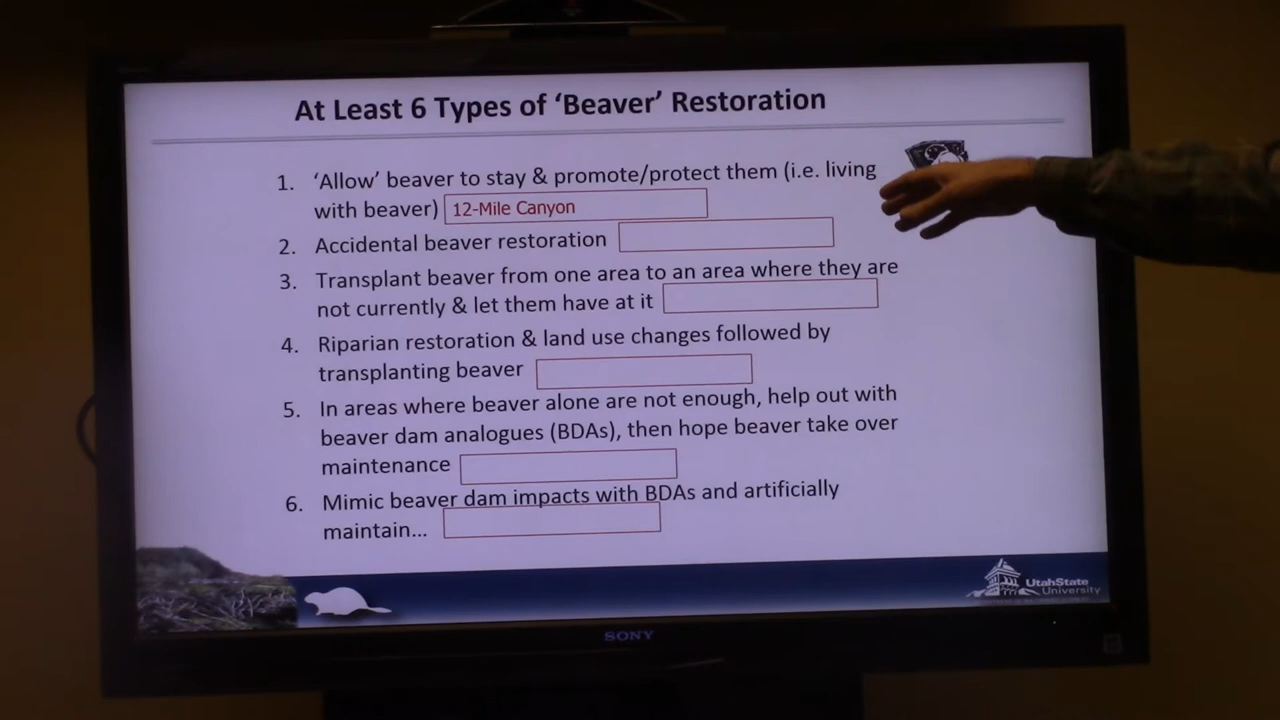 At Least 6 Types of ‘Beaver’ Restoration
1. ‘Allow’ beaver to stay & promote/protect them (i.e. living
with beaver) 12-Mile Canyon
2. Accidental beaver restoration
3. Transplant beaver from one area to an area where they are
not currently & let them have at it
4. Riparian restoration & land use changes followed by
transplanting beaver
5. In areas where beaver alone are not enough, help out with
beaver dam analogues (BDAs), then hope beaver take over
maintenance
6. Mimic beaver dam impacts with BDAs and artificially
maintain...
UtahState
University
SONY